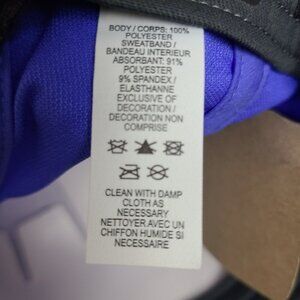 BODY / CORPS: 100%
POLYESTER
SWEATBAND /
BANDEAU INTERIEUR
ABSORBANT: 91%
POLYESTER
9% SPANDEX /
ELASTHANNE
EXCLUSIVE OF
DECORATION /
DECORATION NON
COMPRISE
CLEAN WITH DAMP
CLOTH AS
NECESSARY
NETTOYER AVEC UN
CHIFFON HUMIDE SI
NECESSAIRE